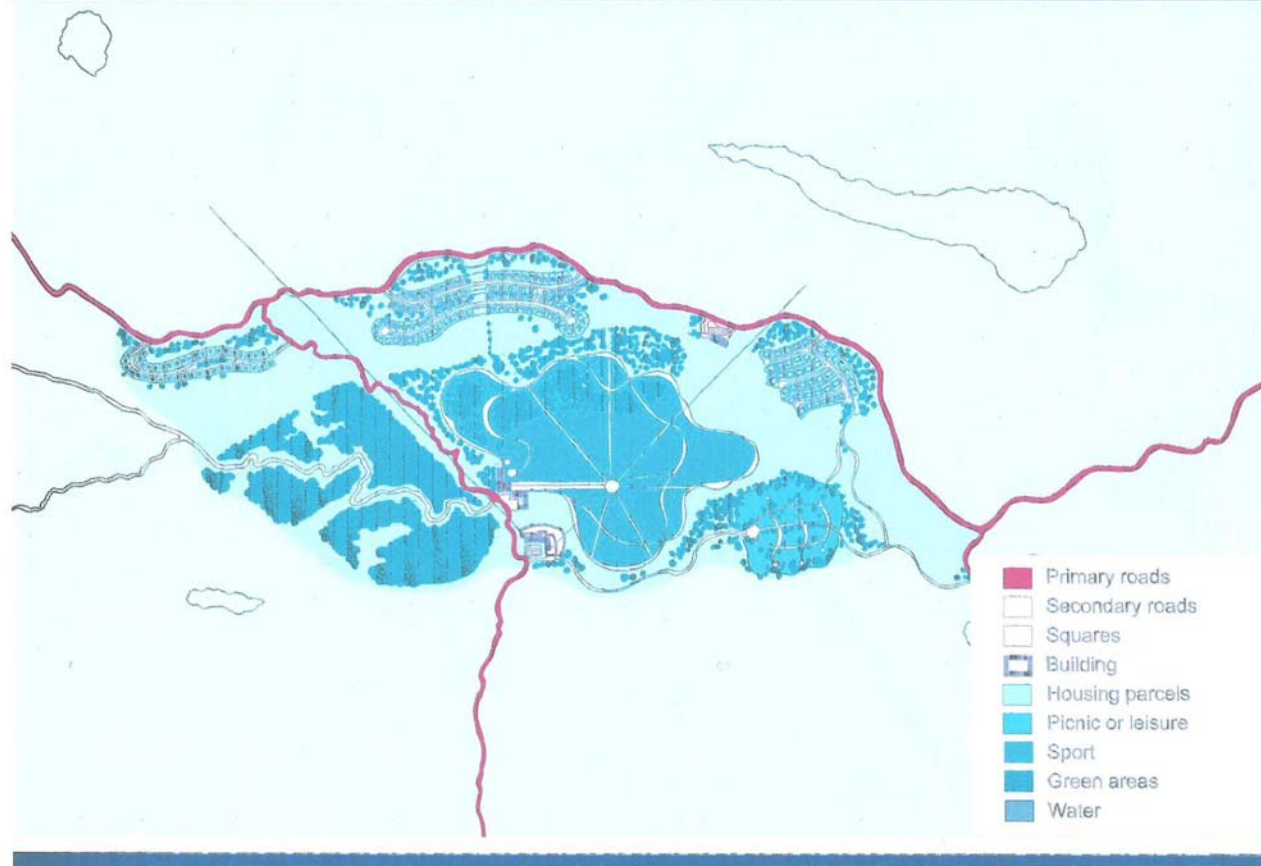 Primary roads
Secondary roads
Squares
Building
Housing parcels
Picnic or leisure
Sport
Green areas
Water